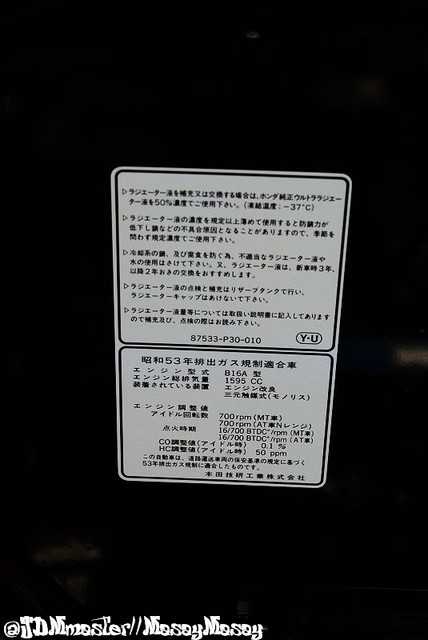 ▷ラジエーター液を補充又は交換する場合は、ホンダ純正ウルトララジエー
ター液を50%濃度でご使用下さい。(凍結温度:-37°C)
▷ラジエーター液の濃度を規定以上薄めて使用すると防錆力が
低下し錆などの不具合原因となることがありますので、季節を
問わず規定濃度でご使用下さい。
▷冷却系の錆、及び腐食を防ぐ為、不適当なラジエーター液や
水の使用はさけて下さい。又、ラジエーター液は、新車時3年、
以降2年おきの交換をおすすめします。
▷ラジエーター液の点検と補充はリザーブタンクで行い、
ラジエーターキャップはあけないで下さい。
▷ラジエーター液量等については取扱い説明書に記入してあります
ので補充及び、点検の際はお読み下さい。
87533-P30-010
Y-U
昭和53年排出ガス規制適合車
エンジン型式 B16A 型
エンジン総排気量 1595 CC
装着されている装置 エンジン改良
三元触媒式(モノリス)
エンジン調整値
アイドル回転数 700rpm (MT車)
700rpm (AT車Nレンジ)
点火時期 16/700 BTDC°/rpm (MT車)
16/700 BTDC°/rpm (AT車)
CO調整値(アイドル時) 0.1 %
HC調整値(アイドル時) 50 ppm
この自動車は、道路運送車両の保安基準の規定に基づく
53年排出ガス規制に適合したものです。
本田技研工業株式会社
@JDMmaster//MasayMasay